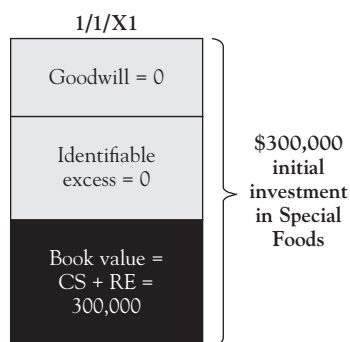 1/1/X1
Goodwill = 0
Identifiable
excess = 0
Book value =
CS + RE =
300,000
$300,000
initial
investment
in Special
Foods